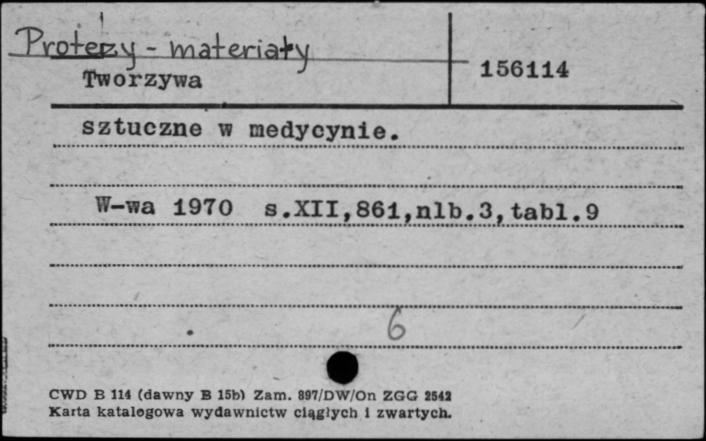 Protezy - materiały
Tworzywa
156114
sztuczne w medycynie.
W-wa 1970 s.XII,861,nlb.3,tabl.9
6
CWD B 114 (dawny B 15b) Zam. 897/DW/On ZGG 2542
Karta katalogowa wydawnictw ciągłych i zwartych.